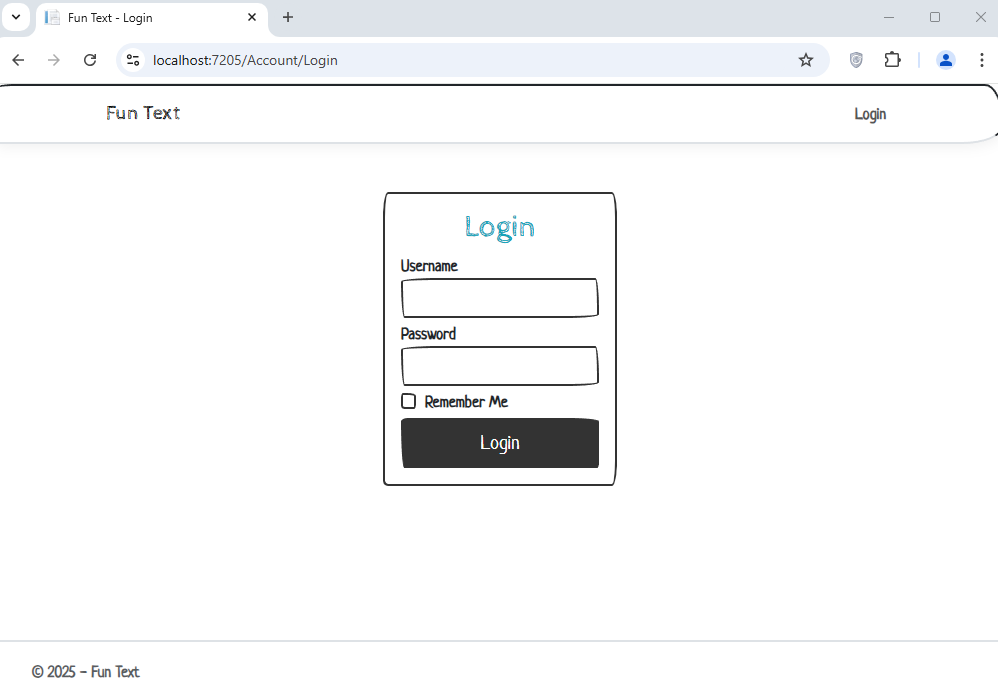 Fun Text - Login
localhost:7205/Account/Login
Fun Text
Login
Login
Username
Password
Remember Me
Login
© 2025 - Fun Text